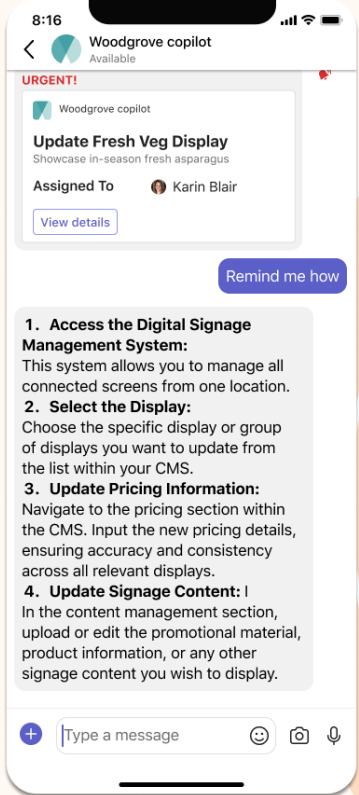 8:16
Woodgrove copilot
Available
URGENT!
Woodgrove copilot
Update Fresh Veg Display
Showcase in-season fresh asparagus
Assigned To Karin Blair
View details
Remind me how
1. Access the Digital Signage
Management System:
This system allows you to manage all
connected screens from one location.
2. Select the Display:
Choose the specific display or group
of displays you want to update from
the list within your CMS.
3. Update Pricing Information:
Navigate to the pricing section within
the CMS. Input the new pricing details,
ensuring accuracy and consistency
across all relevant displays.
4. Update Signage Content: I
In the content management section,
upload or edit the promotional material,
product information, or any other
signage content you wish to display.
Type a message